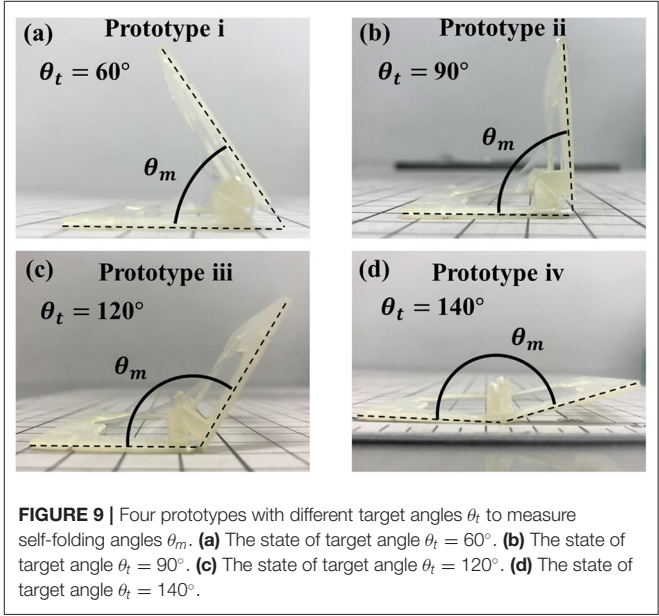 (a) Prototype i
θt = 60°
θm
(b) Prototype ii
θt = 90°
θm
(c) Prototype iii
θt = 120°
θm
(d) Prototype iv
θt = 140°
θm
FIGURE 9 | Four prototypes with different target angles θt to measure
self-folding angles θm. (a) The state of target angle θt = 60°. (b) The state of
target angle θt = 90°. (c) The state of target angle θt = 120°. (d) The state of
target angle θt = 140°.